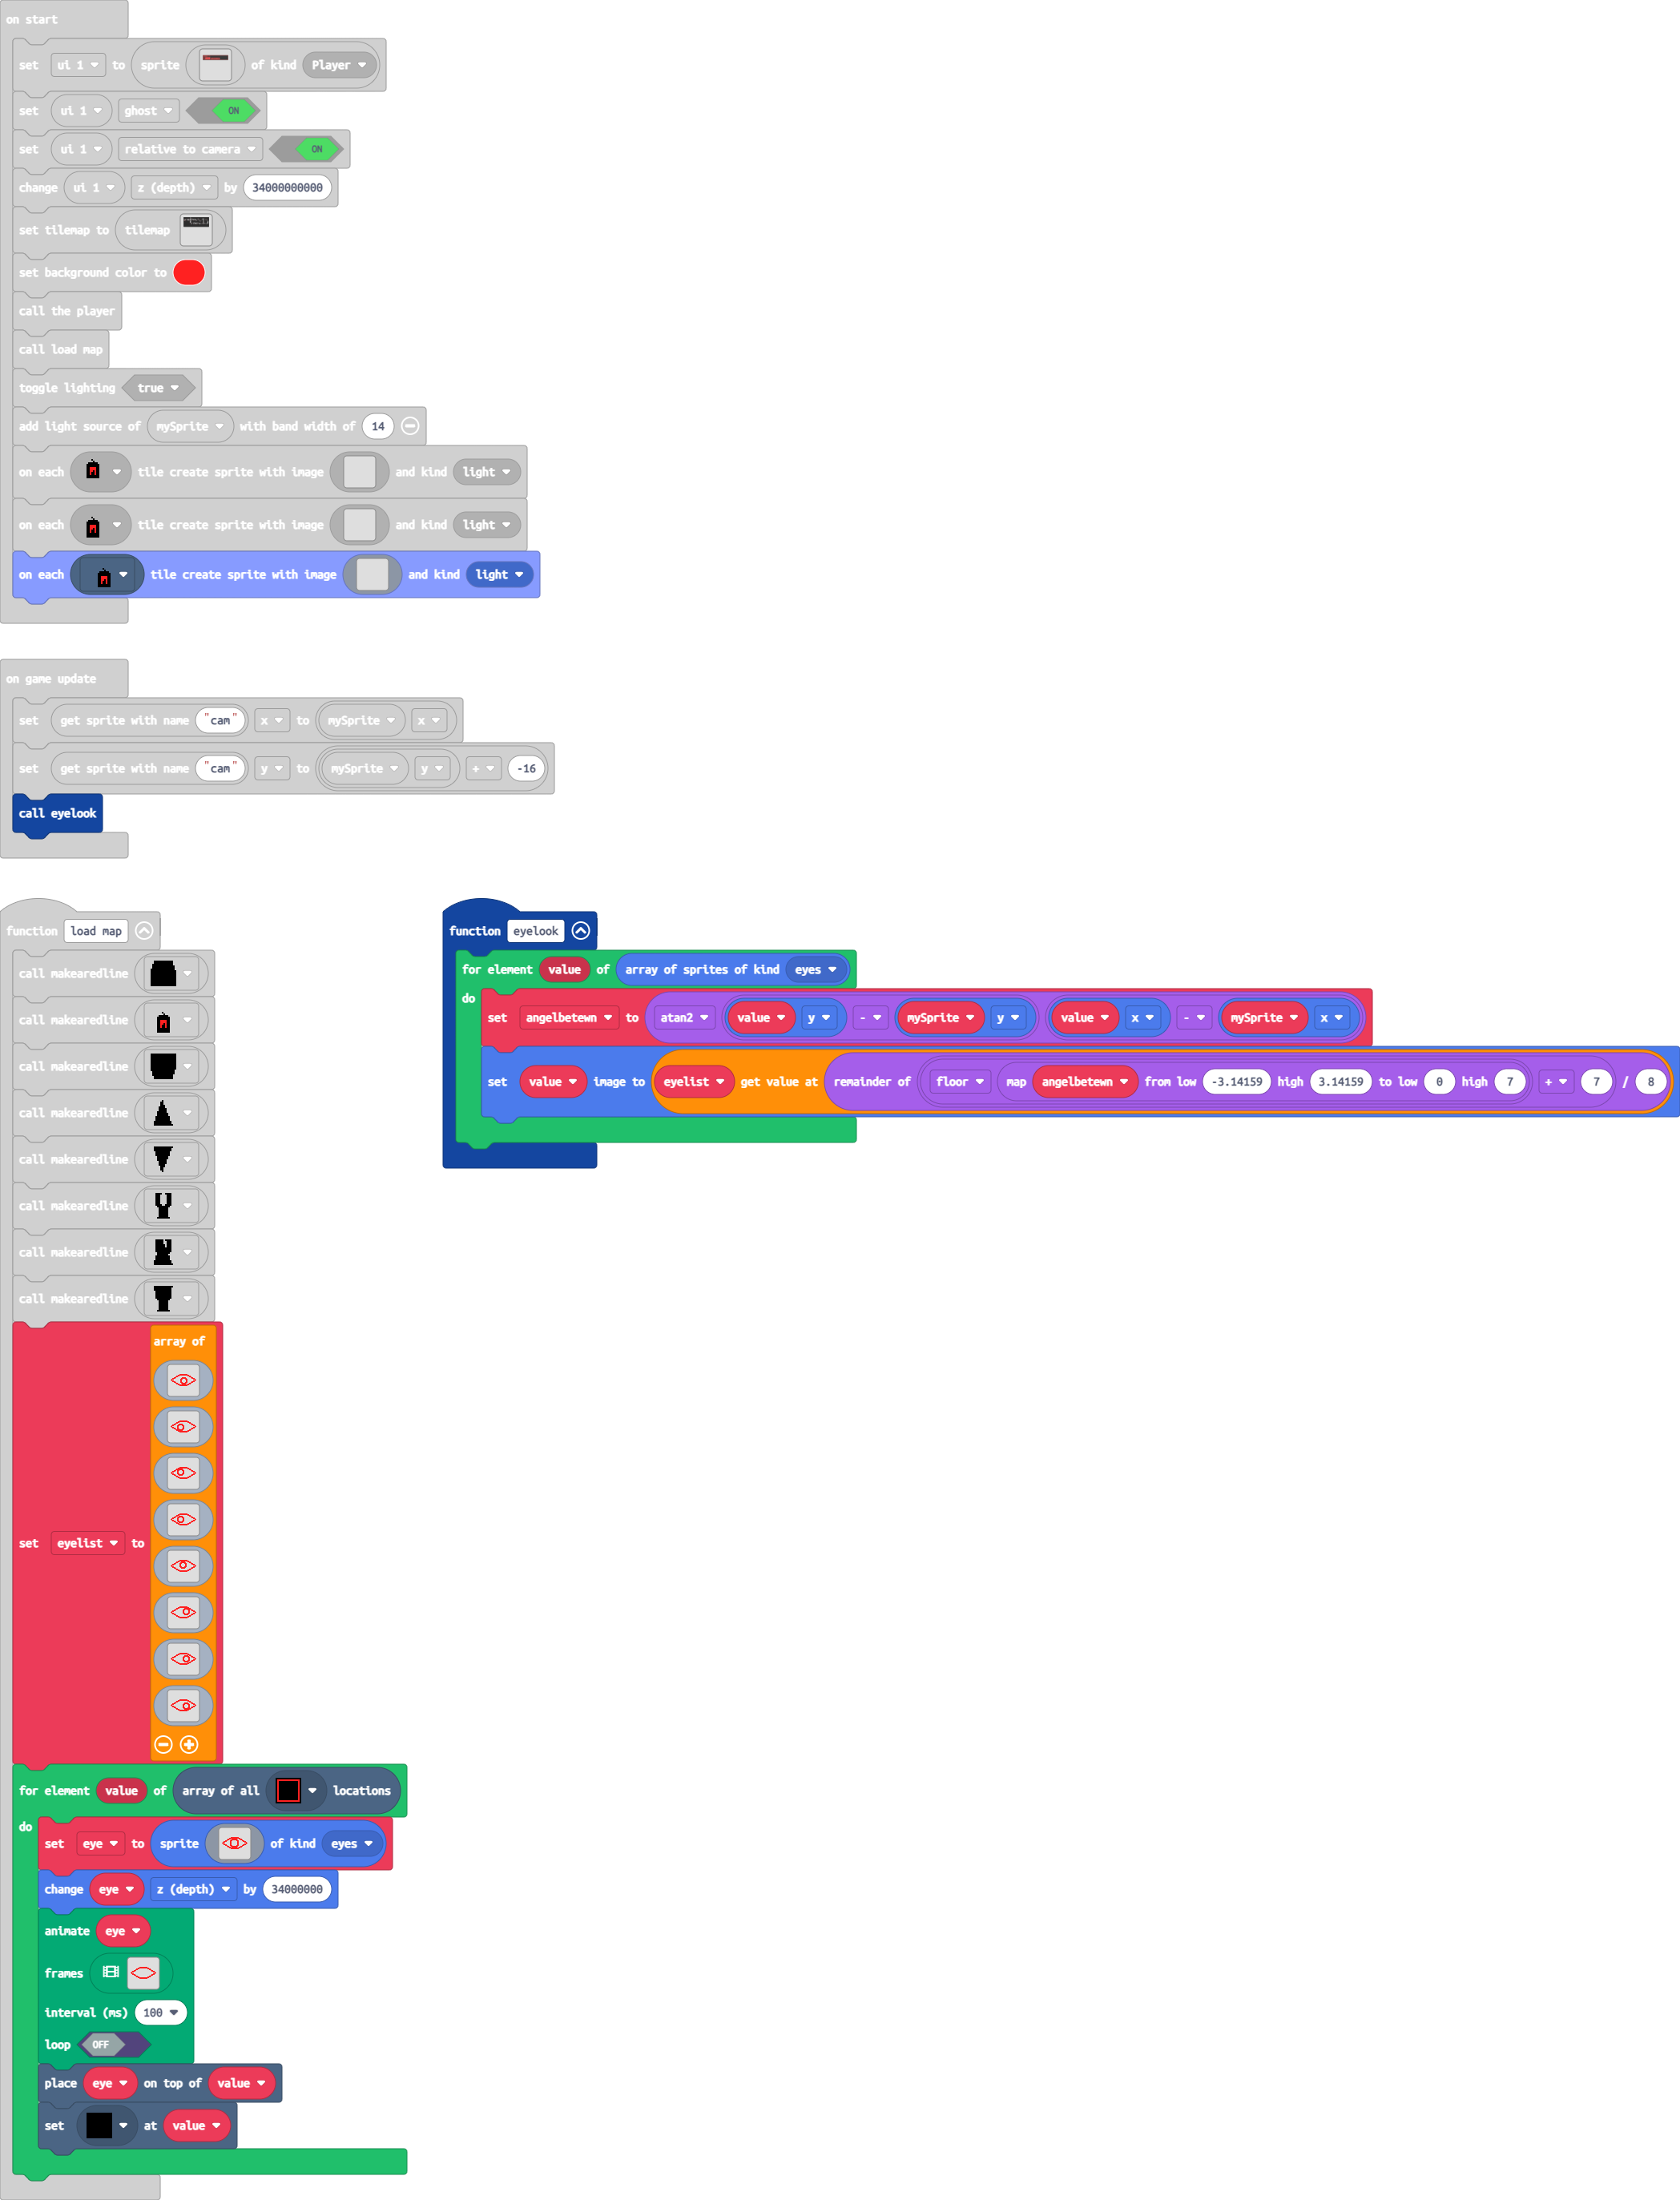 on start
set ui 1 to sprite of kind Player
set ui 1 ghost ON
set ui 1 relative to camera ON
change ui 1 z (depth) by 34000000000
set tilemap to tilemap
set background color to
call the player
call load map
toggle lighting true
add light source of mySprite with band width of 14
on each tile create sprite with image and kind light
on each tile create sprite with image and kind light
on each tile create sprite with image and kind light
on game update
set get sprite with name "cam" x to mySprite x
set get sprite with name "cam" y to mySprite y + -16
call eyelook
function load map
call makearedline
call makearedline
call makearedline
call makearedline
call makearedline
call makearedline
call makearedline
call makearedline
array of
set eyelist to
for element value of array of all locations
do
set eye to sprite of kind eyes
change eye z (depth) by 34000000
animate eye
frames
interval (ms) 100
loop OFF
place eye on top of value
set at value
function eyelook
for element value of array of sprites of kind eyes
do
set angelbetewn to atan2 value y - mySprite y value x - mySprite x
set value image to eyelist get value at remainder of floor map angelbetewn from low -3.14159 high 3.14159 to low 0 high 7 + 7 / 8